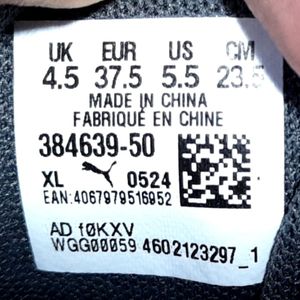 UK EUR US CM
4.5 37.5 5.5 23.5
MADE IN CHINA
FABRIQUÉ EN CHINE
384639-50
XL 0524
EAN:4067979516952
AD f0KXV
WGG00059 4602123297_1